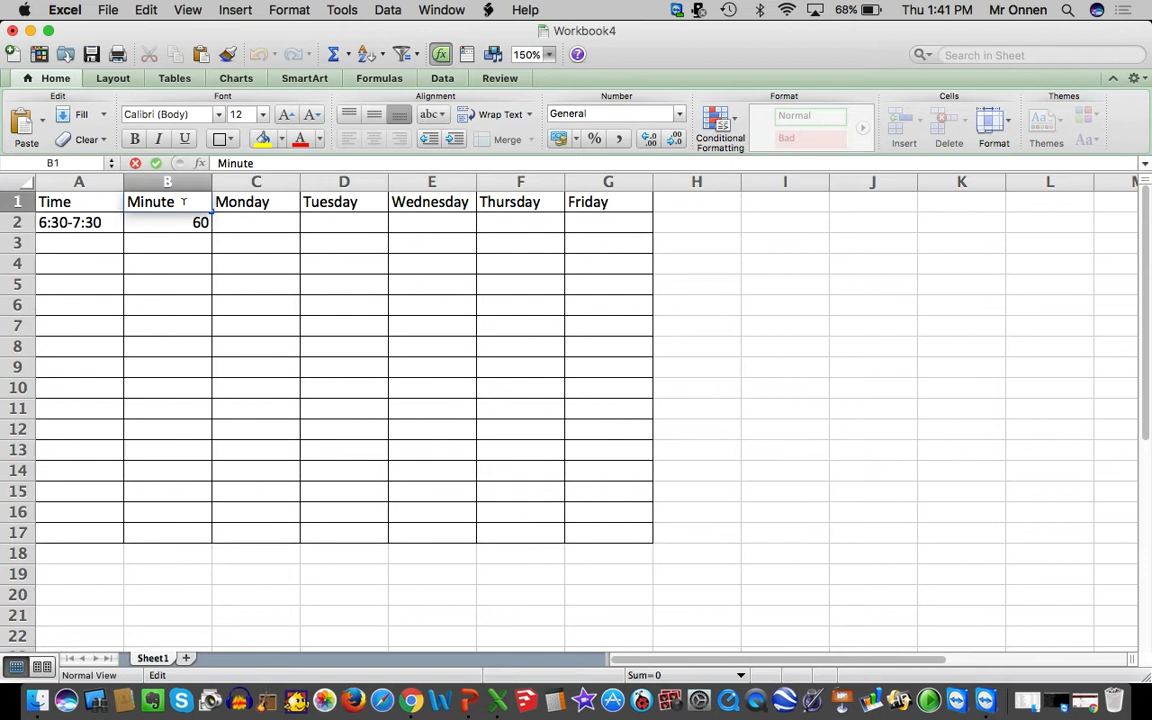 Excel File Edit View Insert Format Tools Data Window Help 68% Thu 1:41 PM Mr Onnen
Workbook4
150% Search in Sheet
Home Layout Tables Charts SmartArt Formulas Data Review
Edit Font Alignment Number Format Cells Themes
Fill Calibri (Body) 12 abc Wrap Text General Normal
Paste Clear B I U A Merge % , Bad Conditional Formatting Insert Delete Format Themes Aa
B1 fx Minute
A B C D E F G H I J K L M
1 Time Minute Monday Tuesday Wednesday Thursday Friday
2 6:30-7:30 60
3
4
5
6
7
8
9
10
11
12
13
14
15
16
17
18
19
20
21
22
Sheet1
Normal View Edit Sum=0